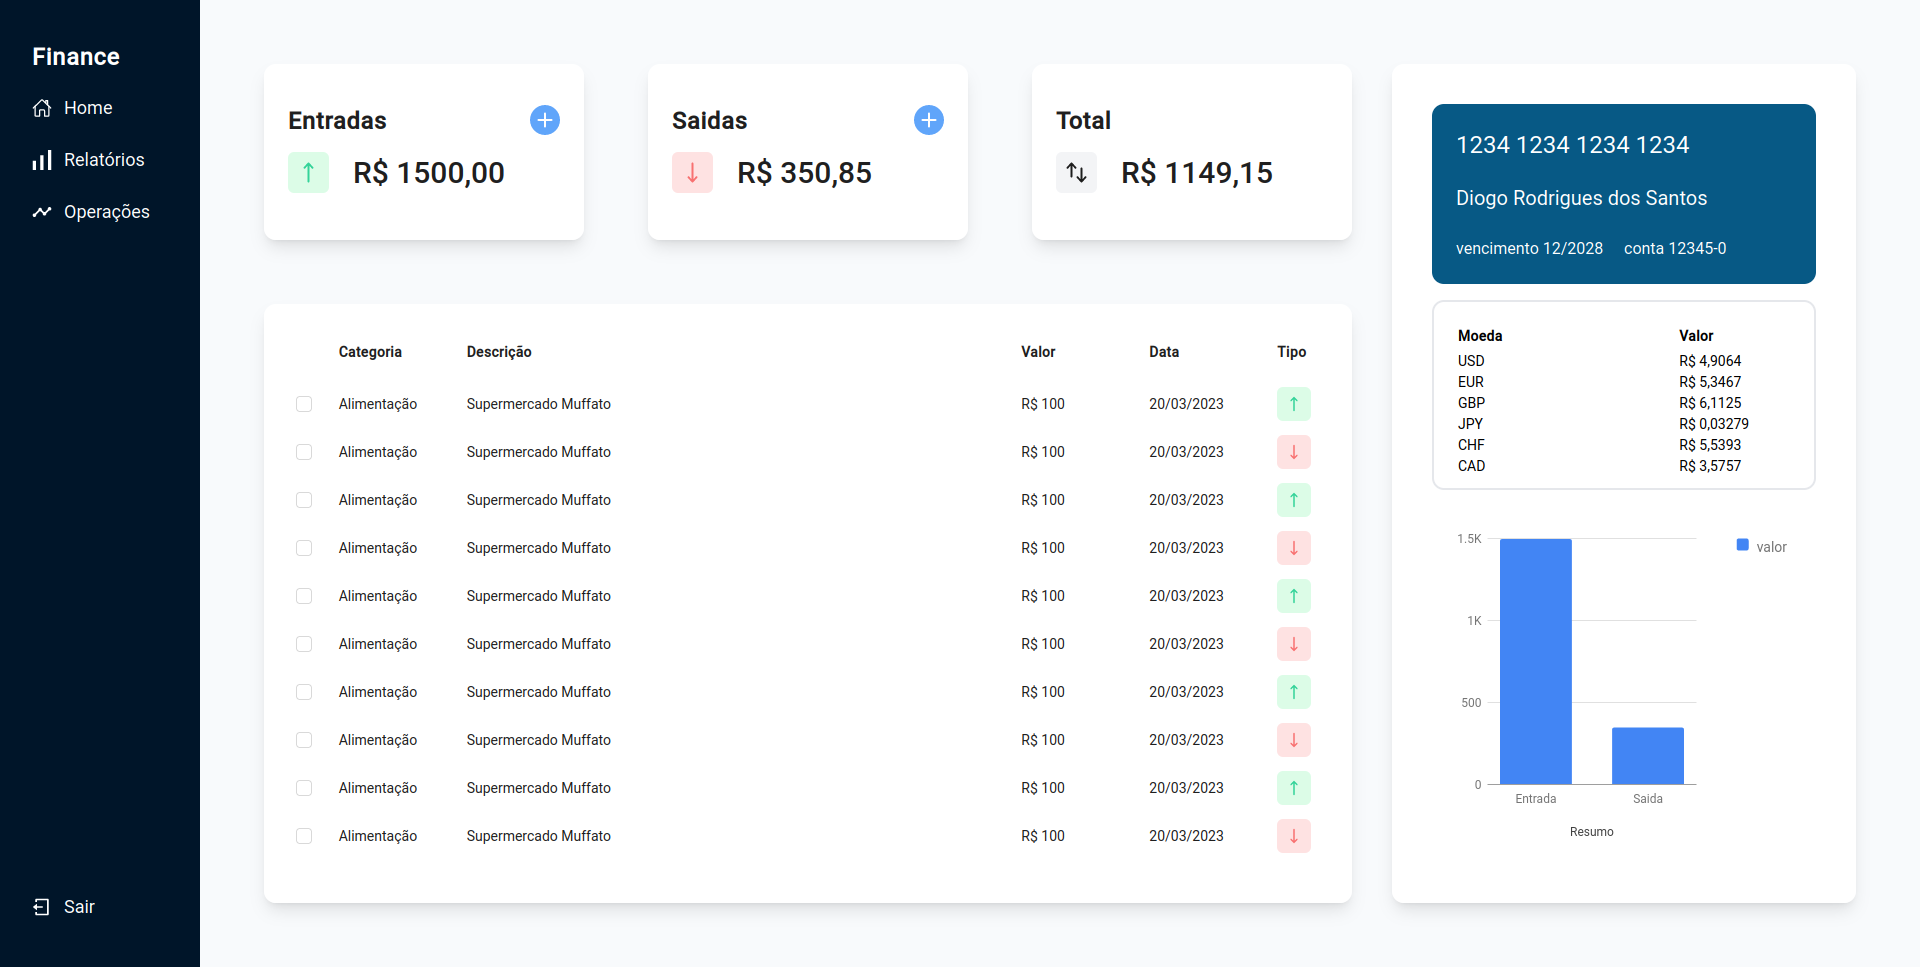 Finance
Home
Relatórios
Operações
Sair
Entradas
R$ 1500,00
Saidas
R$ 350,85
Total
R$ 1149,15
Categoria Descrição Valor Data Tipo
Alimentação Supermercado Muffato R$ 100 20/03/2023
Alimentação Supermercado Muffato R$ 100 20/03/2023
Alimentação Supermercado Muffato R$ 100 20/03/2023
Alimentação Supermercado Muffato R$ 100 20/03/2023
Alimentação Supermercado Muffato R$ 100 20/03/2023
Alimentação Supermercado Muffato R$ 100 20/03/2023
Alimentação Supermercado Muffato R$ 100 20/03/2023
Alimentação Supermercado Muffato R$ 100 20/03/2023
Alimentação Supermercado Muffato R$ 100 20/03/2023
Alimentação Supermercado Muffato R$ 100 20/03/2023
1234 1234 1234 1234
Diogo Rodrigues dos Santos
vencimento 12/2028 conta 12345-0
Moeda Valor
USD R$ 4,9064
EUR R$ 5,3467
GBP R$ 6,1125
JPY R$ 0,03279
CHF R$ 5,5393
CAD R$ 3,5757
1.5K
valor
1K
500
0
Entrada Saida
Resumo